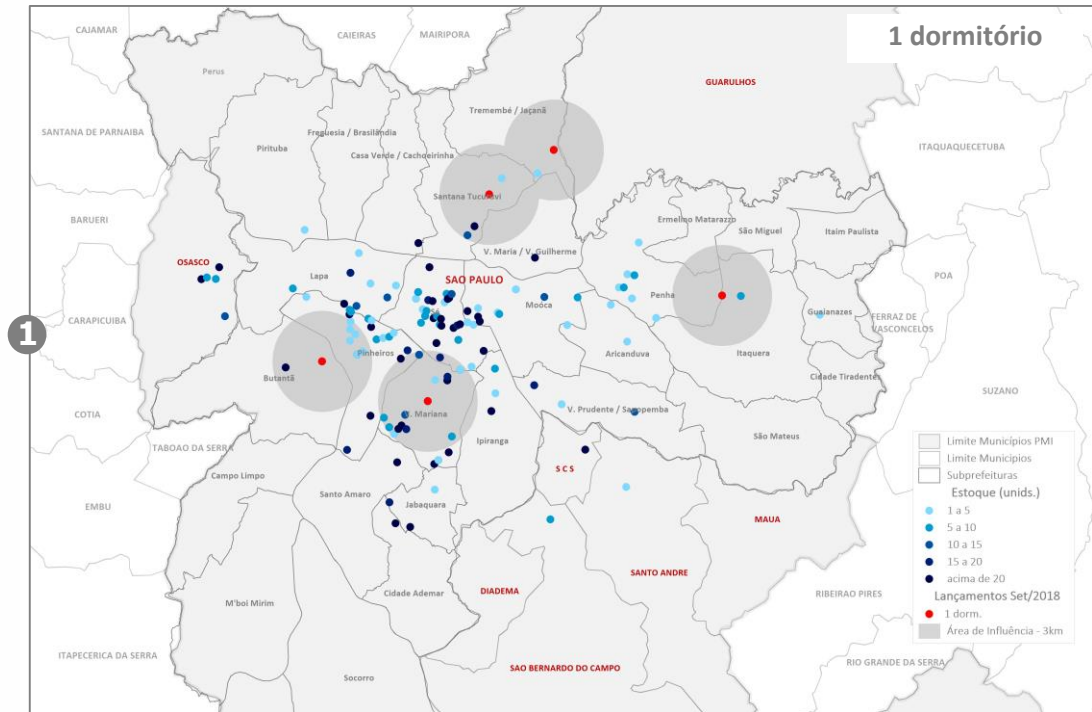 1 dormitório
CAJAMAR
CAIEIRAS
MAIRIPORA
Perus
GUARULHOS
Tremembé / Jaçanã
SANTANA DE PARNAIBA
Freguesia / Brasilândia
Pirituba
Casa Verde / Cachoeirinha
ITAQUAQUECETUBA
Santana Tucuruvi
BARUERI
Ermelino Matarazzo
São Miguel
Itaim Paulista
V. Maria / V. Guilherme
OSASCO
Lapa
SAO PAULO
POA
Penha
Moóca
CARAPICUIBA
Guaianazes
FERRAZ DE
VASCONCELOS
1
Pinheiros
Aricanduva
Itaquera
Butantã
Cidade Tiradentes
SUZANO
COTIA
V. Mariana
V. Prudente / Sapopemba
São Mateus
TABOAO DA SERRA
Ipiranga
Campo Limpo
S C S
Santo Amaro
Jabaquara
EMBU
MAUA
Limite Municípios PMI
Limite Municipios
Subprefeituras
Estoque (unids.)
1 a 5
5 a 10
10 a 15
15 a 20
acima de 20
Lançamentos Set/2018
1 dorm.
Área de Influência - 3km
SANTO ANDRE
DIADEMA
Cidade Ademar
RIBEIRAO PIRES
M'boi Mirim
ITAPECERICA DA SERRA
SAO BERNARDO DO CAMPO
RIO GRANDE DA SERRA
Socorro